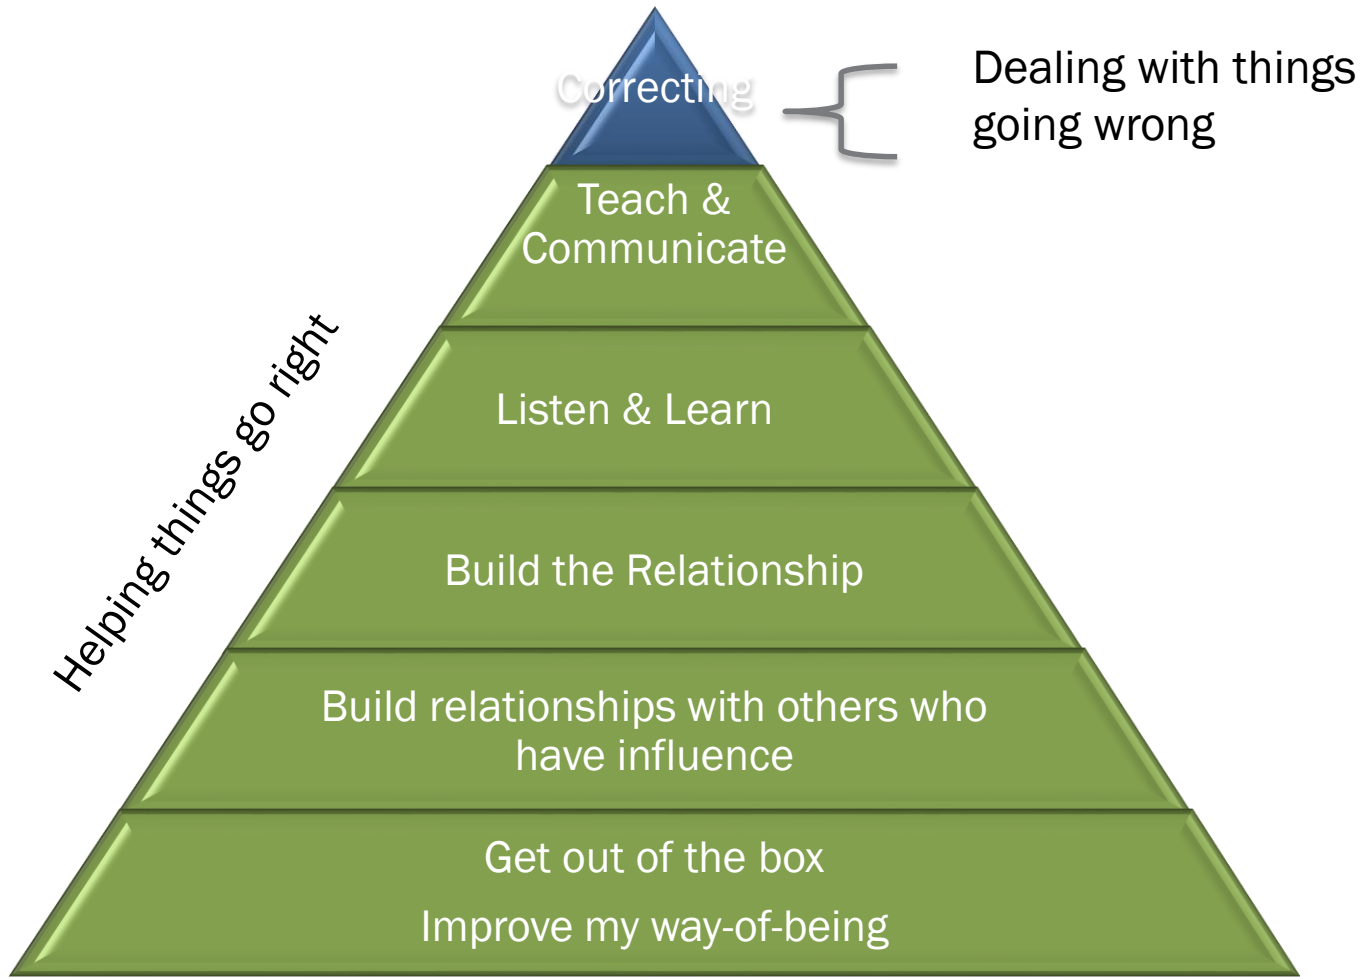 Correcting
Dealing with things
going wrong
Teach &
Communicate
Listen & Learn
Helping things go right
Build the Relationship
Build relationships with others who
have influence
Get out of the box
Improve my way-of-being